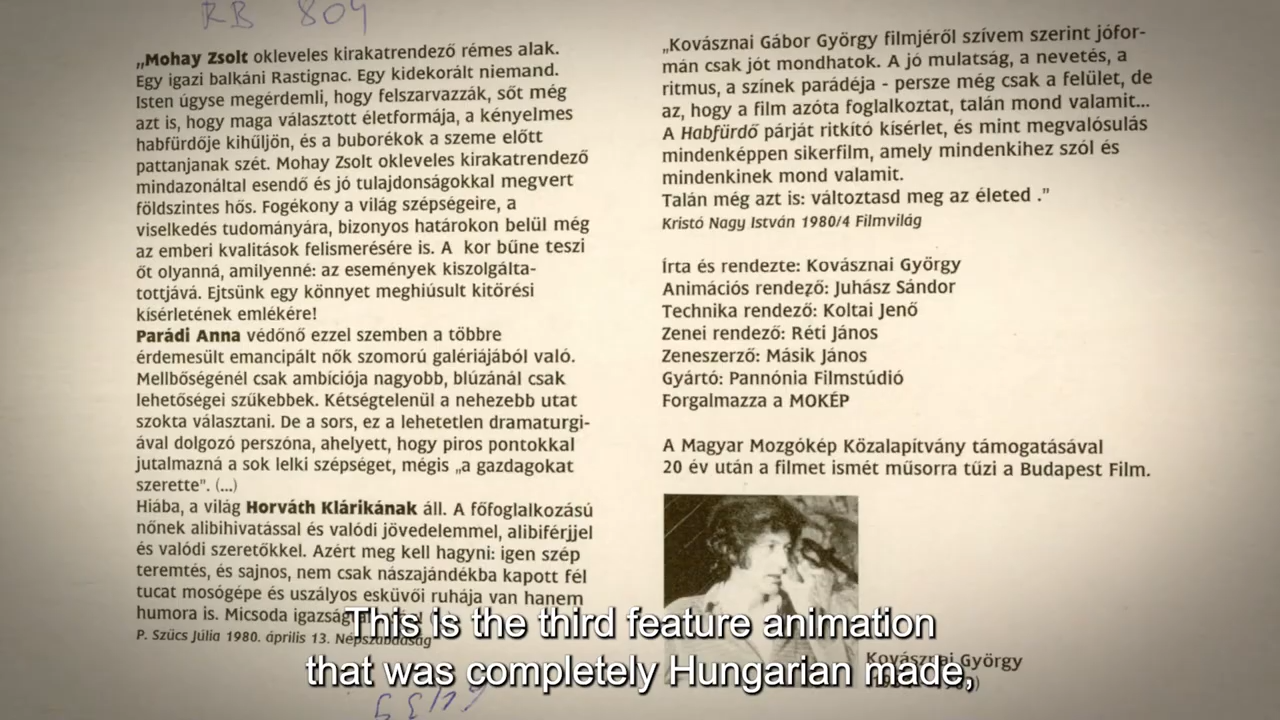 RB 804
„Mohay Zsolt okleveles kirakatrendező rémes alak.
Egy igazi balkáni Rastignac. Egy kidekorált niemand.
Isten úgyse megérdemli, hogy felszarvazzák, sőt még
azt is, hogy maga választott életformája, a kényelmes
habfürdője kihűljön, és a buborékok a szeme előtt
pattanjanak szét. Mohay Zsolt okleveles kirakatrendező
mindazonáltal esendő és jó tulajdonságokkal megvert
földszintes hős. Fogékony a világ szépségeire, a
viselkedés tudományára, bizonyos határokon belül még
az emberi kvalitások felismerésére is. A kor bűne teszi
őt olyanná, amilyenné: az események kiszolgálta-
tottjává. Ejtsünk egy könnyet meghiúsult kitörési
kísérletének emlékére!
Parádi Anna védőnő ezzel szemben a többre
érdemesült emancipált nők szomorú galériájából való.
Mellbőségénél csak ambíciója nagyobb, blúzánál csak
lehetőségei szűkebbek. Kétségtelenül a nehezebb utat
szokta választani. De a sors, ez a lehetetlen dramaturgi-
ával dolgozó perszóna, ahelyett, hogy piros pontokkal
jutalmazná a sok lelki szépséget, mégis „a gazdagokat
szerette". (...)
Hiába, a világ Horváth Klárikának áll. A főfoglalkozású
nőnek alibihivatással és valódi jövedelemmel, alibiférjjel
és valódi szeretőkkel. Azért meg kell hagyni: igen szép
teremtés, és sajnos, nem csak nászajándékba kapott fél
tucat mosógépe és uszályos esküvői ruhája van hanem
humora is. Micsoda
P. Szücs Júlia 1980. április 13. Népszabadság
„Kovásznai Gábor György filmjéről szívem szerint jófor-
mán csak jót mondhatok. A jó mulatság, a nevetés, a
ritmus, a színek parádéja - persze még csak a felület, de
az, hogy a film azóta foglalkoztat, talán mond valamit...
A Habfürdő párját ritkító kísérlet, és mint megvalósulás
mindenképpen sikerfilm, amely mindenkihez szól és
mindenkinek mond valamit.
Talán még azt is: változtasd meg az életed ."
Kristó Nagy István 1980/4 Filmvilág
Írta és rendezte: Kovásznai György
Animációs rendező: Juhász Sándor
Technika rendező: Koltai Jenő
Zenei rendező: Réti János
Zeneszerző: Másik János
Gyártó: Pannónia Filmstúdió
Forgalmazza a MOKÉP
A Magyar Mozgókép Közalapítvány támogatásával
20 év után a filmet ismét műsorra tűzi a Budapest Film.
Kovásznai György
This is the third feature animation
that was completely Hungarian made,